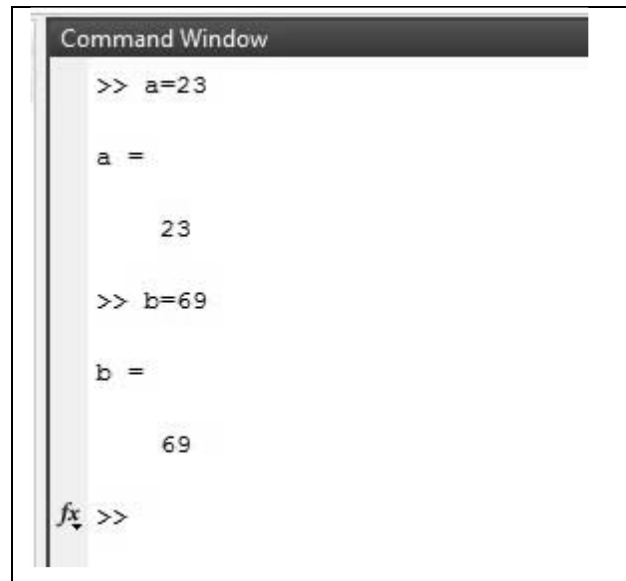 Command Window
>> a=23
a =
23
>> b=69
b =
69
fx >>